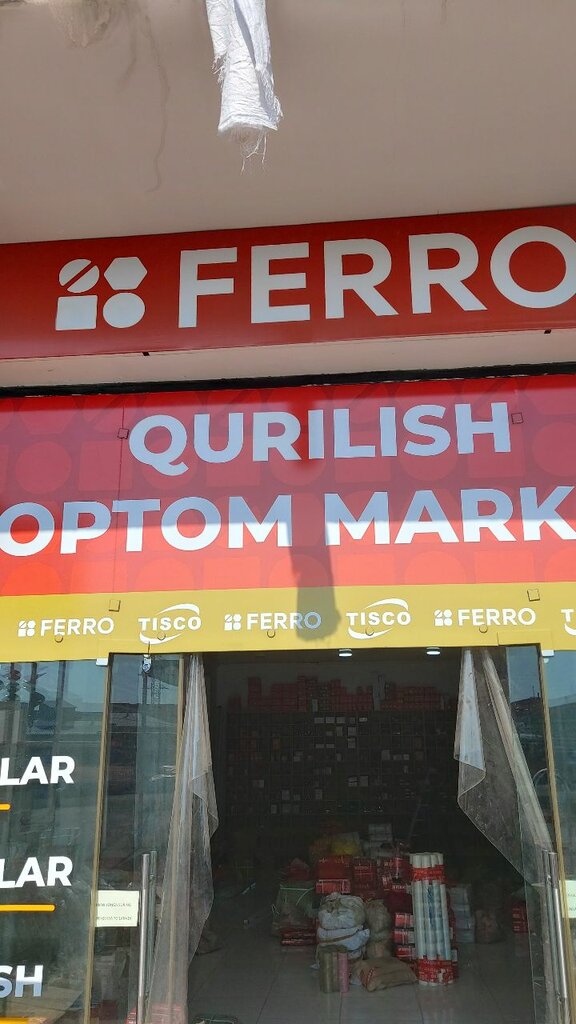 FERRO
QURILISH
OPTOM MARK
FERRO TISCO FERRO TISCO FERRO T
LAR
LAR
SH